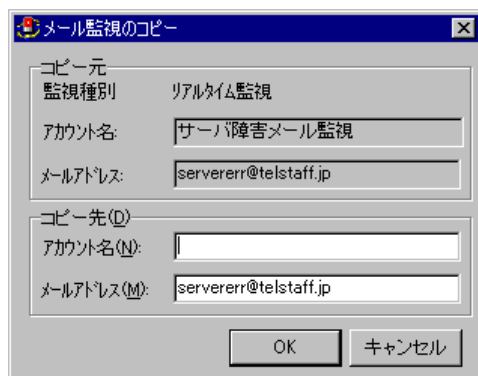 メール監視のコピー
コピー元
監視種別 リアルタイム監視
アカウント名: サーバ障害メール監視
メールアドレス: servererr@telstaff.jp
コピー先(D)
アカウント名(N):
メールアドレス(M): servererr@telstaff.jp
OK キャンセル